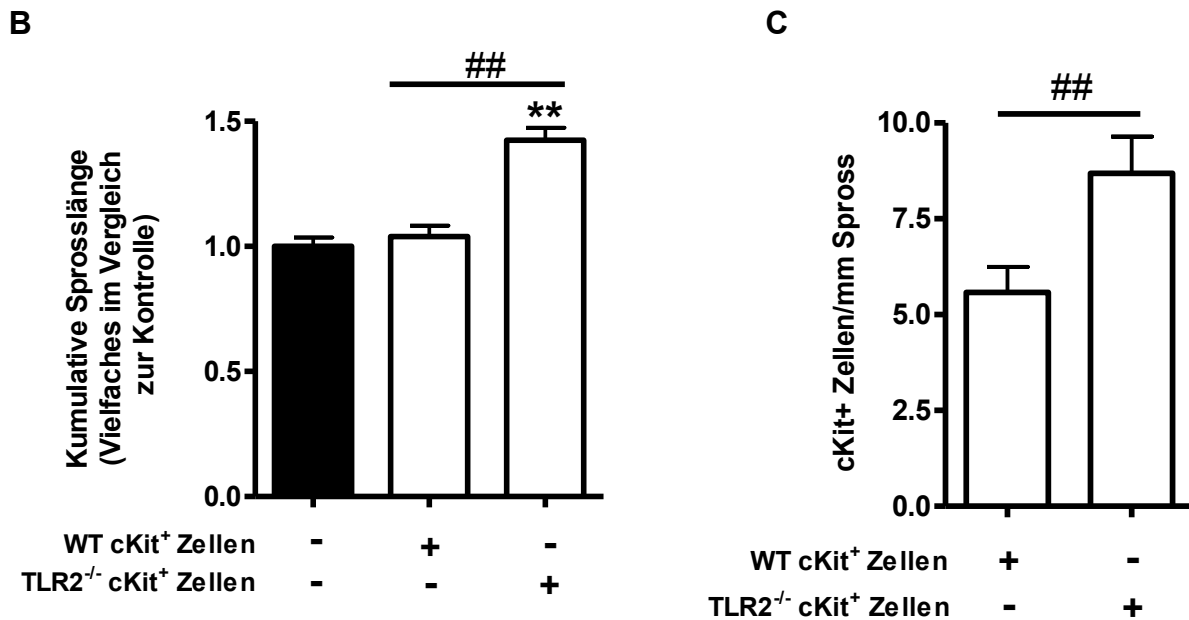 B
##
**
Kumulative Sprosslänge
(Vielfaches im Vergleich
zur Kontrolle)
1.5
1.0
0.5
0.0
WT cKit⁺ Zellen - + -
TLR2⁻/⁻ cKit⁺ Zellen - - +
C
##
cKit+ Zellen/mm Spross
10.0
7.5
5.0
2.5
0.0
WT cKit⁺ Zellen + -
TLR2⁻/⁻ cKit⁺ Zellen - +